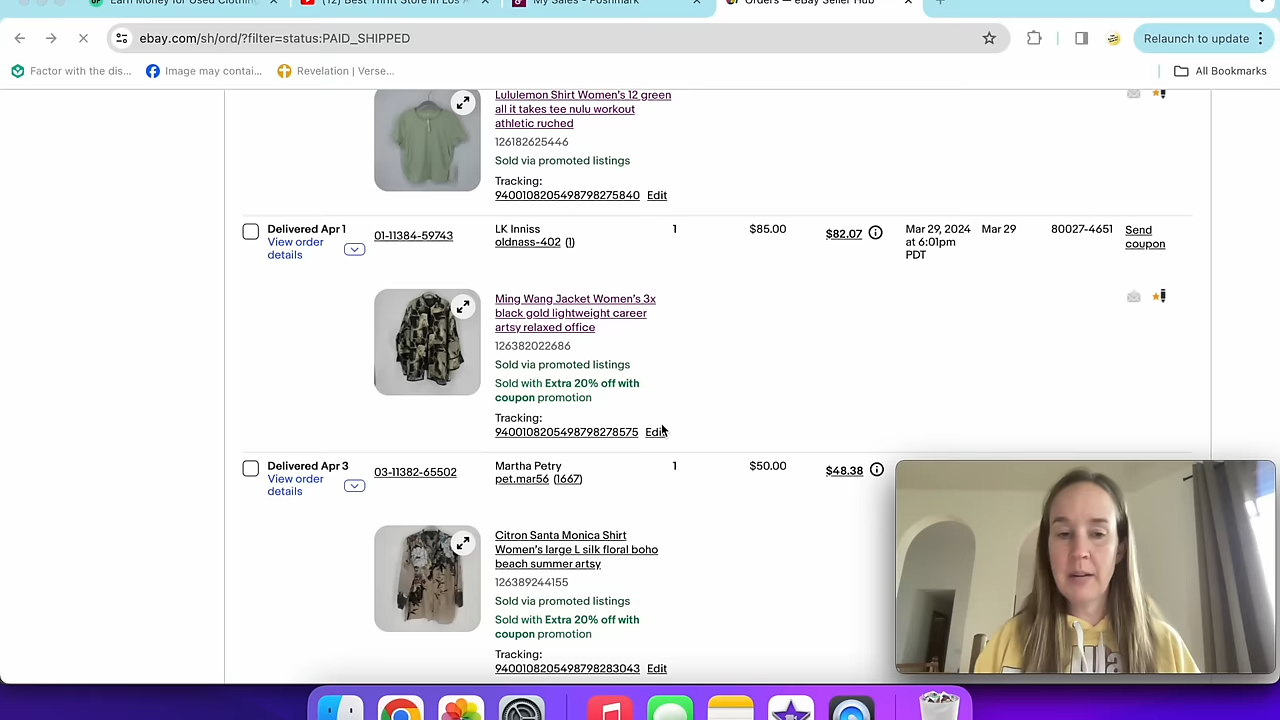 Earn Money for Used Clothing
(12) Best Thrift Store in Los A
My Sales - Poshmark
Orders — eBay Seller Hub
ebay.com/sh/ord/?filter=status:PAID_SHIPPED
Relaunch to update
Factor with the dis...
Image may contai...
Revelation | Verse...
All Bookmarks
Lululemon Shirt Women's 12 green
all it takes tee nulu workout
athletic ruched
126182625446
Sold via promoted listings
Tracking:
9400108205498798275840 Edit
Delivered Apr 1
View order
details
01-11384-59743
LK Inniss
oldnass-402 (1)
1
$85.00
$82.07
Mar 29, 2024
at 6:01pm
PDT
Mar 29
80027-4651
Send
coupon
Ming Wang Jacket Women's 3x
black gold lightweight career
artsy relaxed office
126382022686
Sold via promoted listings
Sold with Extra 20% off with
coupon promotion
Tracking:
9400108205498798278575 Edit
Delivered Apr 3
View order
details
03-11382-65502
Martha Petry
pet.mar56 (1667)
1
$50.00
$48.38
Citron Santa Monica Shirt
Women's large L silk floral boho
beach summer artsy
126389244155
Sold via promoted listings
Sold with Extra 20% off with
coupon promotion
Tracking:
9400108205498798283043 Edit